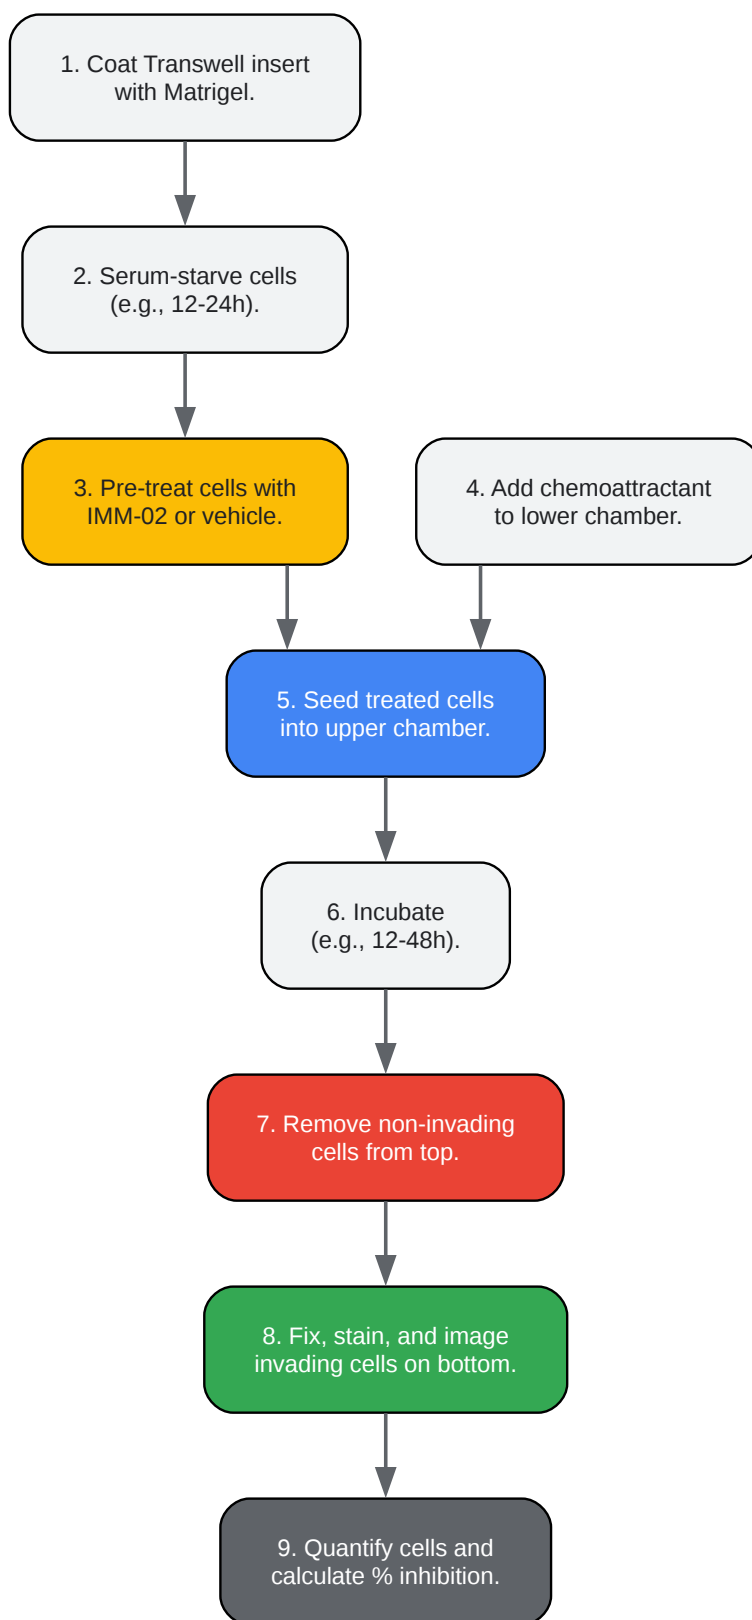 1. Coat Transwell insert
with Matrigel.
2. Serum-starve cells
(e.g., 12-24h).
3. Pre-treat cells with
IMM-02 or vehicle.
4. Add chemoattractant
to lower chamber.
5. Seed treated cells
into upper chamber.
6. Incubate
(e.g., 12-48h).
7. Remove non-invading
cells from top.
8. Fix, stain, and image
invading cells on bottom.
9. Quantify cells and
calculate % inhibition.